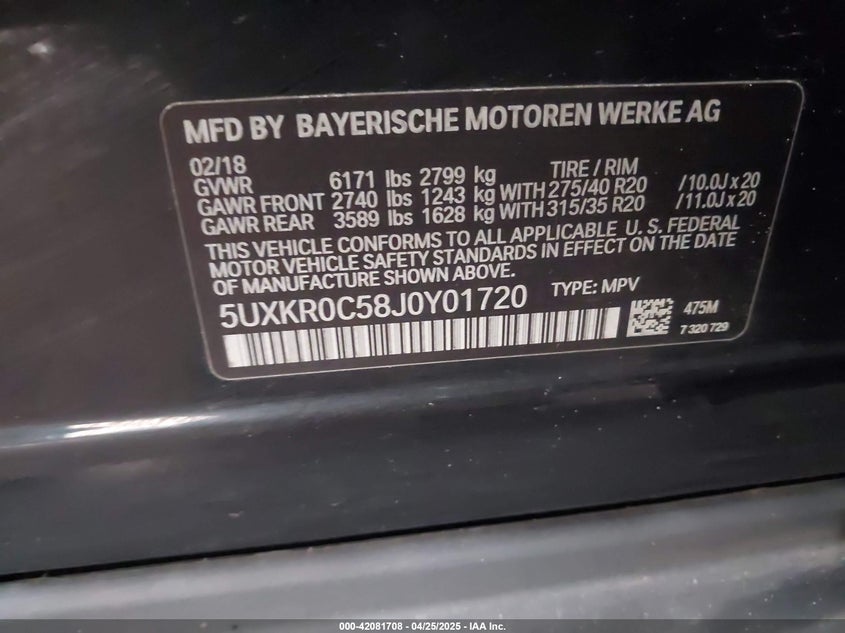 MFD BY BAYERISCHE MOTOREN WERKE AG
02/18 TIRE / RIM
GVWR 6171 lbs 2799 kg
GAWR FRONT 2740 lbs 1243 kg WITH 275/40 R20 /10.0J x 20
GAWR REAR 3589 lbs 1628 kg WITH 315/35 R20 /11.0J x 20
THIS VEHICLE CONFORMS TO ALL APPLICABLE U. S. FEDERAL
MOTOR VEHICLE SAFETY STANDARDS IN EFFECT ON THE DATE
OF MANUFACTURE SHOWN ABOVE.
5UXKR0C58J0Y01720 TYPE: MPV
475M
7 320 729
000-42081708 - 04/25/2025 - IAA Inc.